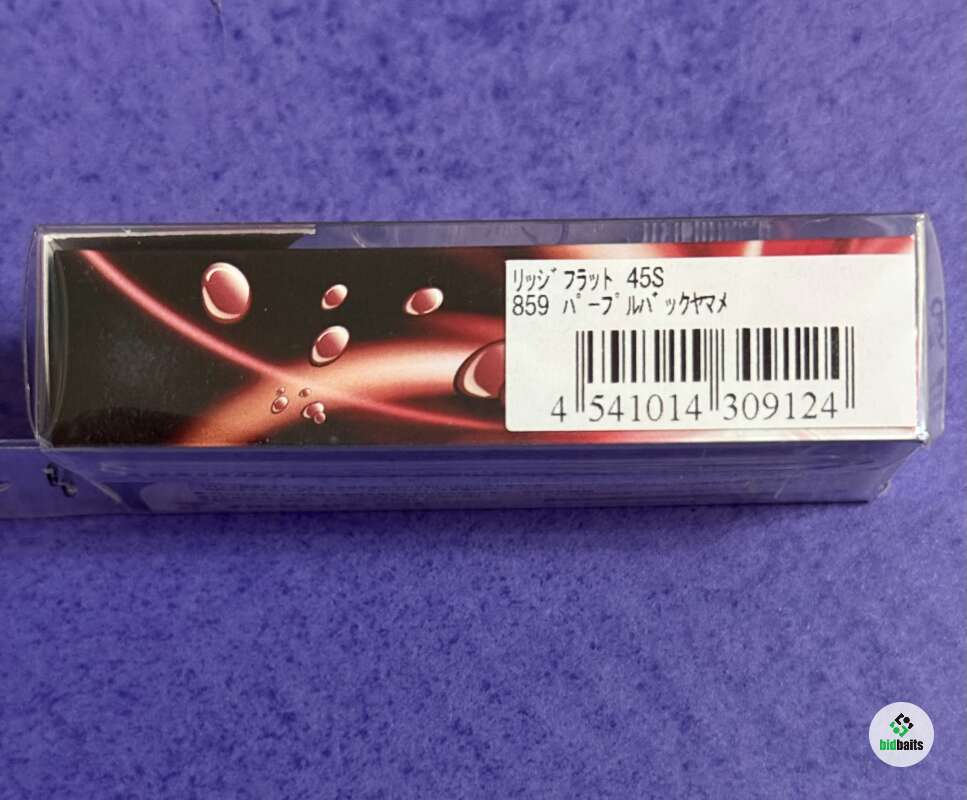 ﾘｯｼﾞﾌﾗｯﾄ 45S
859 ﾊﾟｰﾌﾟﾙﾊﾞｯｸﾔﾏﾒ
4 541014 309124
bidbaits